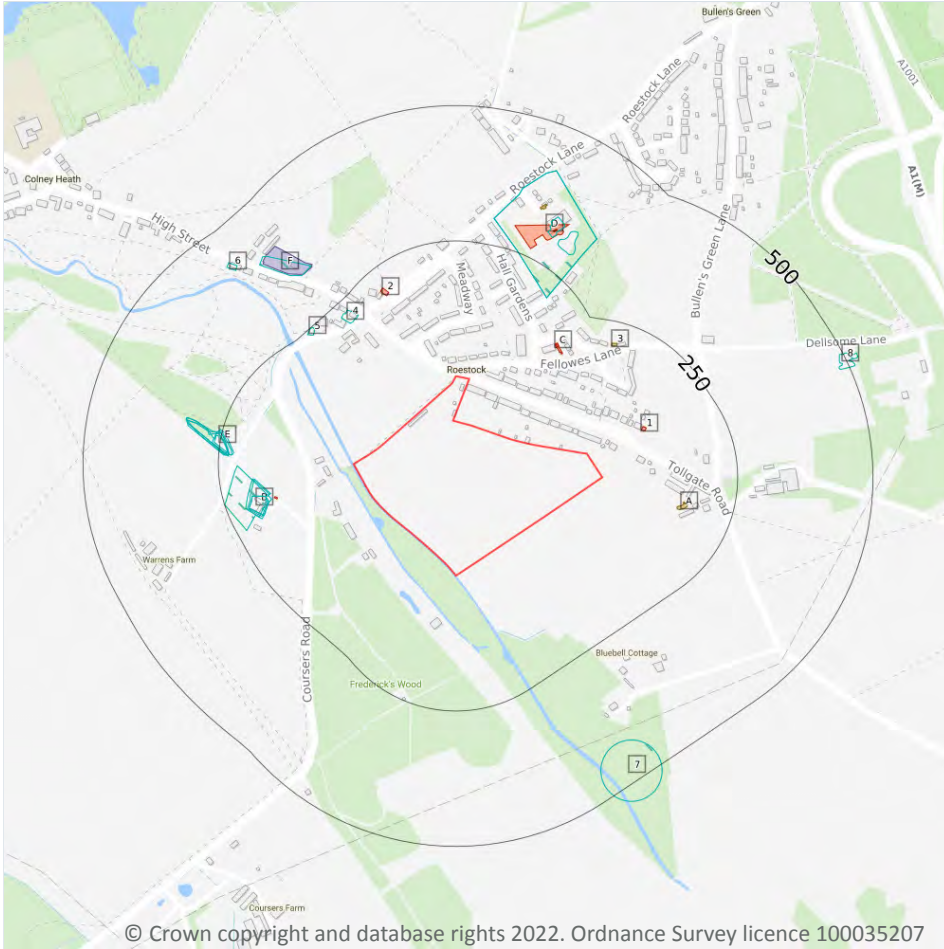 Bullen's Green
A1001
Roestock Lane
A1(M)
Roestock Lane
Colney Heath
High Street
D
500
6
F
Bullen's Green Lane
2
Meadway
Hall Gardens
4
5
C
3
Dellsome Lane
8
Fellowes Lane
250
Roestock
1
E
Tollgate Road
B
A
Warrens Farm
Coursers Road
Bluebell Cottage
Frederick's Wood
7
Coursers Farm
© Crown copyright and database rights 2022. Ordnance Survey licence 100035207